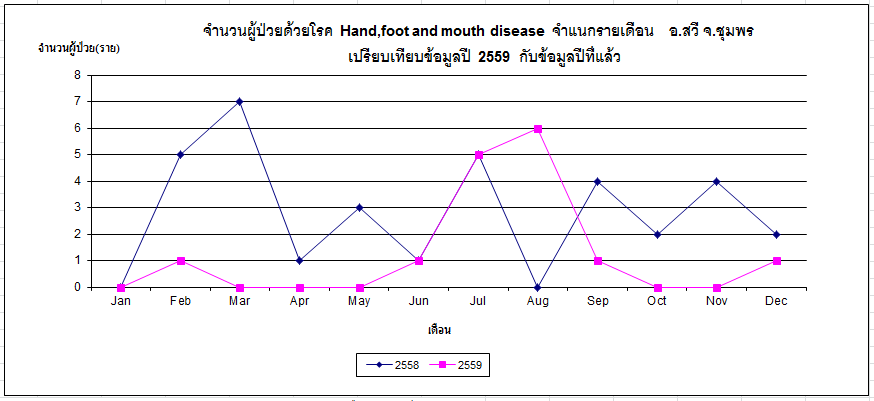 จำนวนผู้ป่วยด้วยโรค Hand,foot and mouth disease จำแนกรายเดือน อ.สวี จ.ชุมพร
เปรียบเทียบข้อมูลปี 2559 กับข้อมูลปีที่แล้ว
จำนวนผู้ป่วย(ราย)
8
7
6
5
4
3
2
1
0
Jan Feb Mar Apr May Jun Jul Aug Sep Oct Nov Dec
เดือน
2558 2559